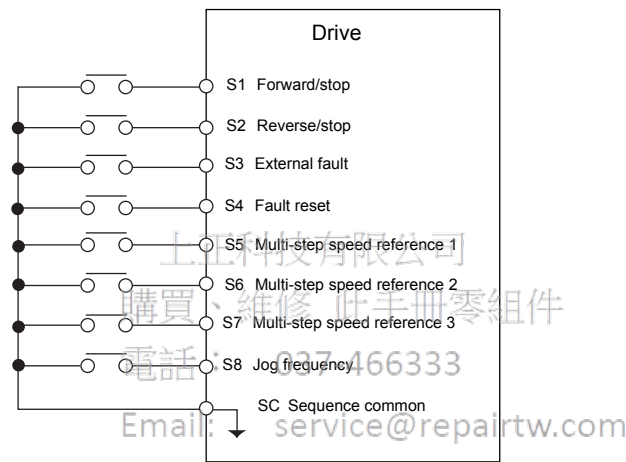 Drive
S1 Forward/stop
S2 Reverse/stop
S3 External fault
S4 Fault reset
S5 Multi-step speed reference 1
上正科技有限公司
S6 Multi-step speed reference 2
購買、維修 此手冊零組件
S7 Multi-step speed reference 3
S8 Jog frequency
電話： 037-466333
SC Sequence common
Email: service@repairtw.com